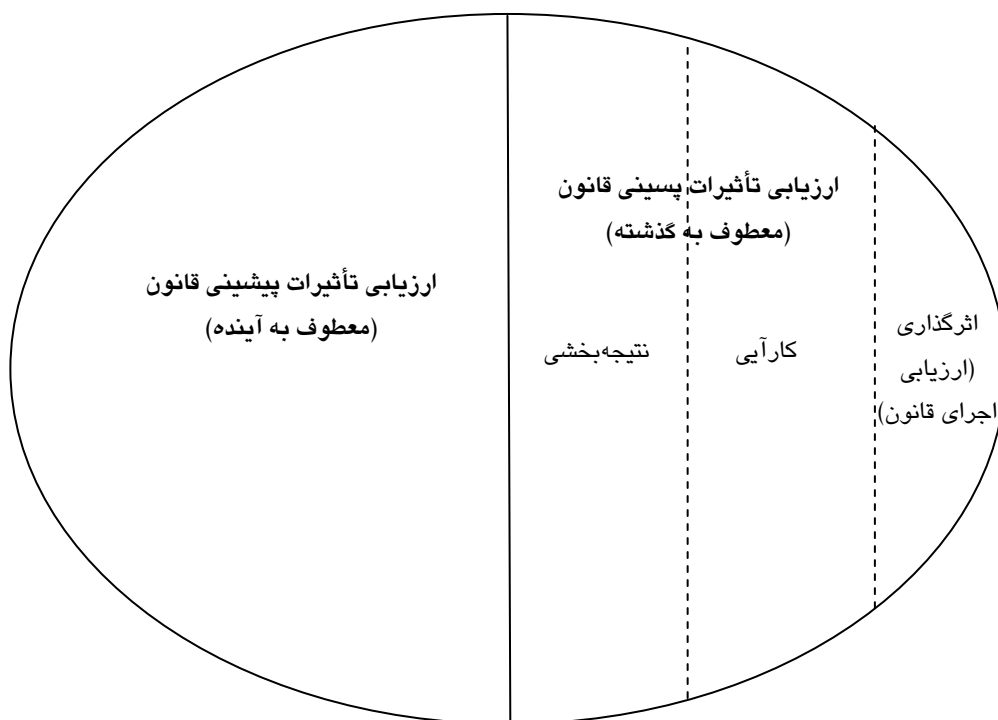 ارزیابی تأثیرات پسینی قانون
(معطوف به گذشته)
اثرگذاری
(ارزیابی
اجرای قانون)
کارآیی
نتیجه‌بخشی
ارزیابی تأثیرات پیشینی قانون
(معطوف به آینده)